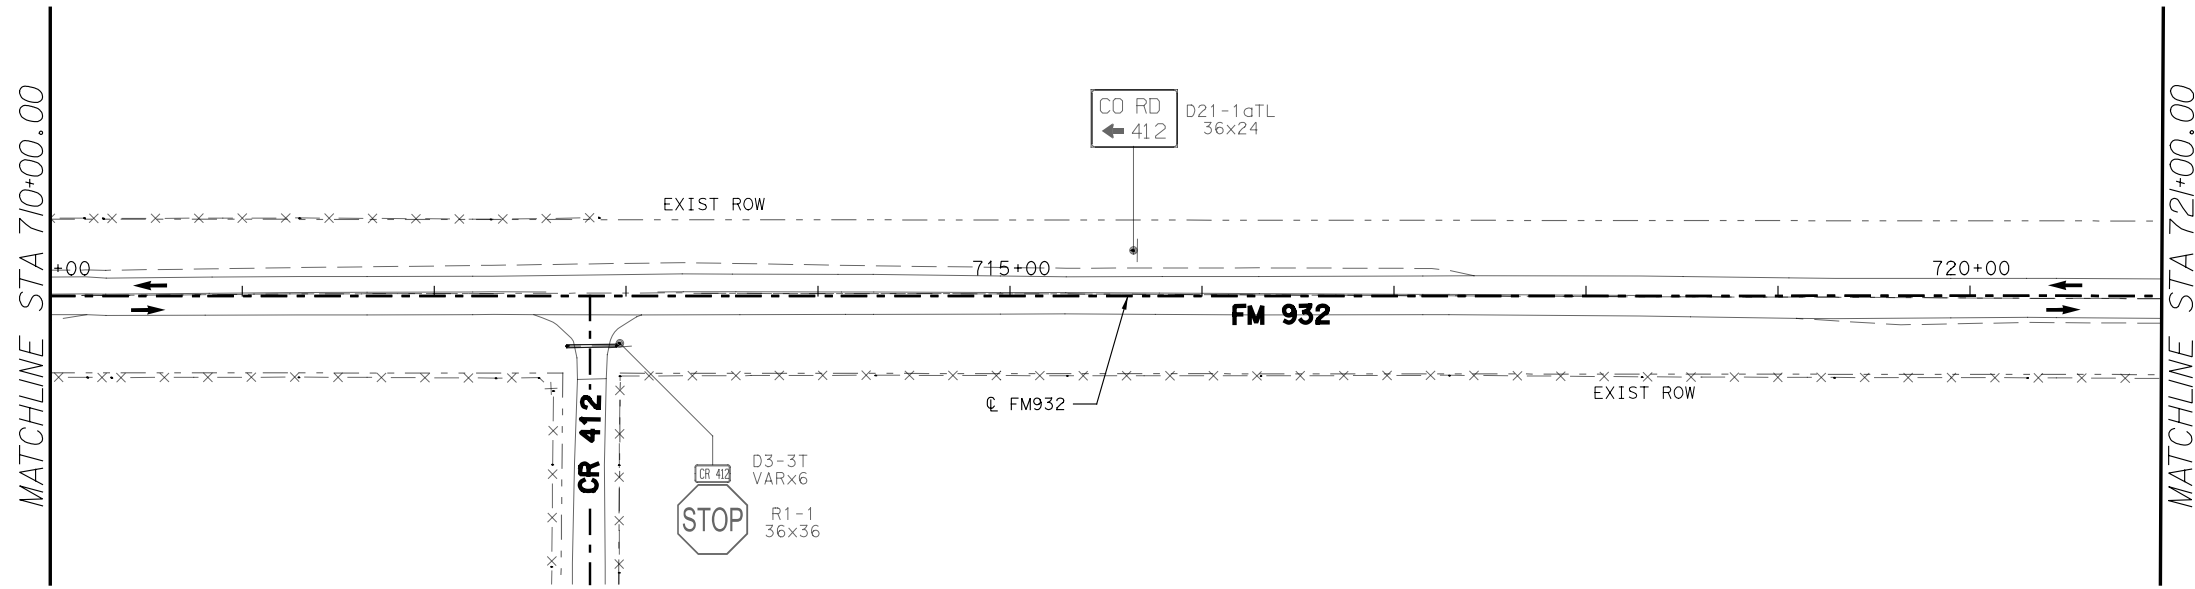 MATCHLINE STA 710+00.00
CO RD
412
D21-1aTL
36x24
EXIST ROW
+00
715+00
720+00
FM 932
℄ FM932
EXIST ROW
CR 412
CR 412
D3-3T
VARx6
STOP
R1-1
36x36
MATCHLINE STA 721+00.00